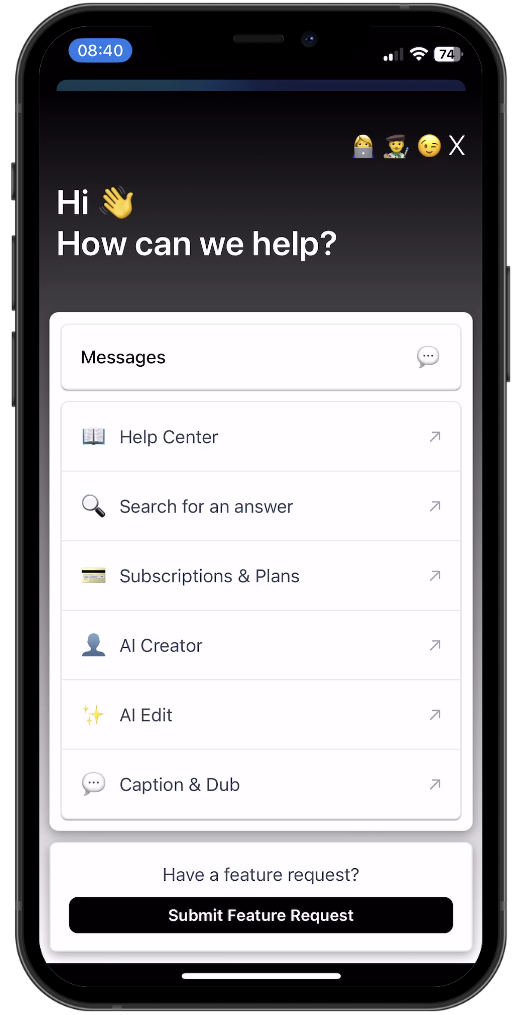 08:40
74
X
Hi 👋
How can we help?
Messages
Help Center
Search for an answer
Subscriptions & Plans
AI Creator
AI Edit
Caption & Dub
Have a feature request?
Submit Feature Request